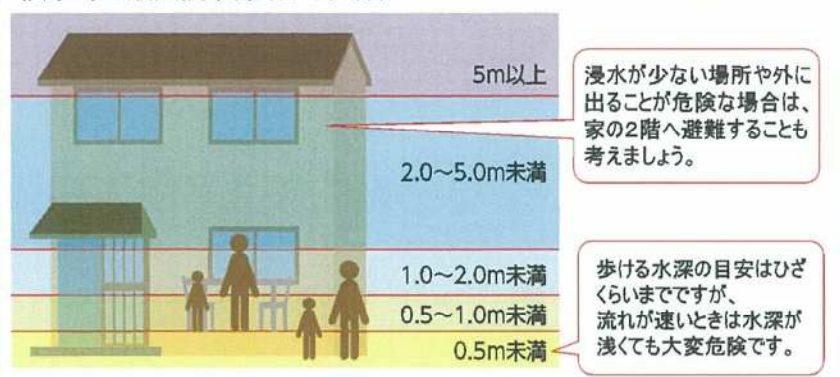 5m以上
浸水が少ない場所や外に
出ることが危険な場合は、
家の2階へ避難することも
考えましょう。
2.0～5.0m未満
1.0～2.0m未満
0.5～1.0m未満
0.5m未満
歩ける水深の目安はひざ
くらいまでですが、
流れが速いときは水深が
浅くても大変危険です。